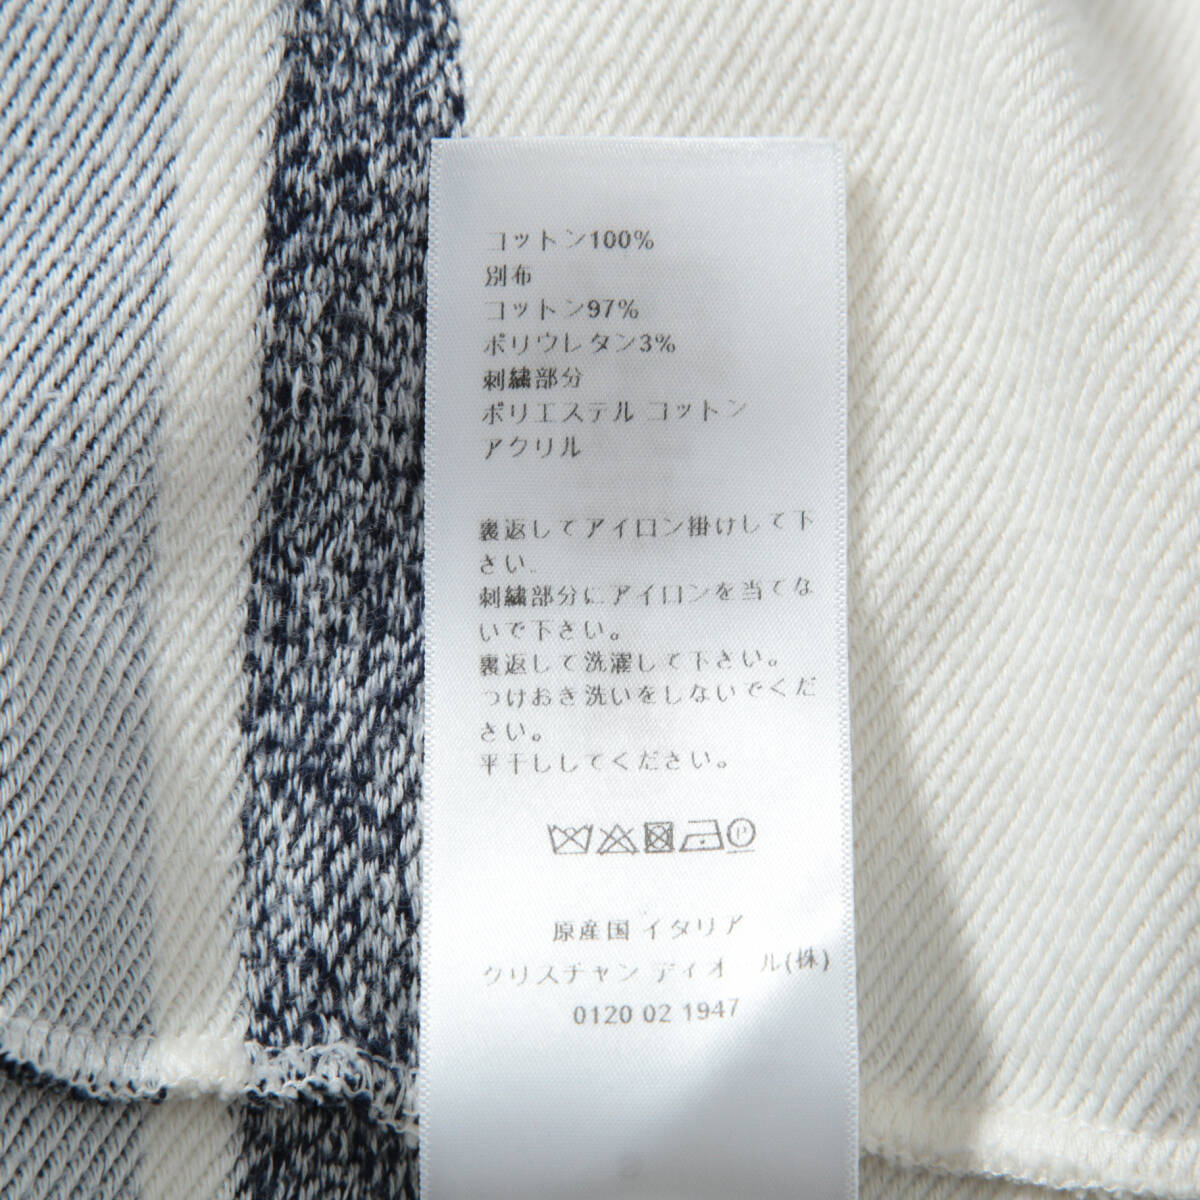 コットン100%
別布
コットン97%
ポリウレタン3%
刺繍部分
ポリエステル コットン
アクリル
裏返してアイロン掛けして下
さい.
刺繍部分にアイロンを当てな
いで下さい。
裏返して洗濯して下さい。
つけおき洗いをしないでくだ
さい。
平干ししてください。
P
原産国 イタリア
クリスチャン ディオ ル(株)
0120 02 1947